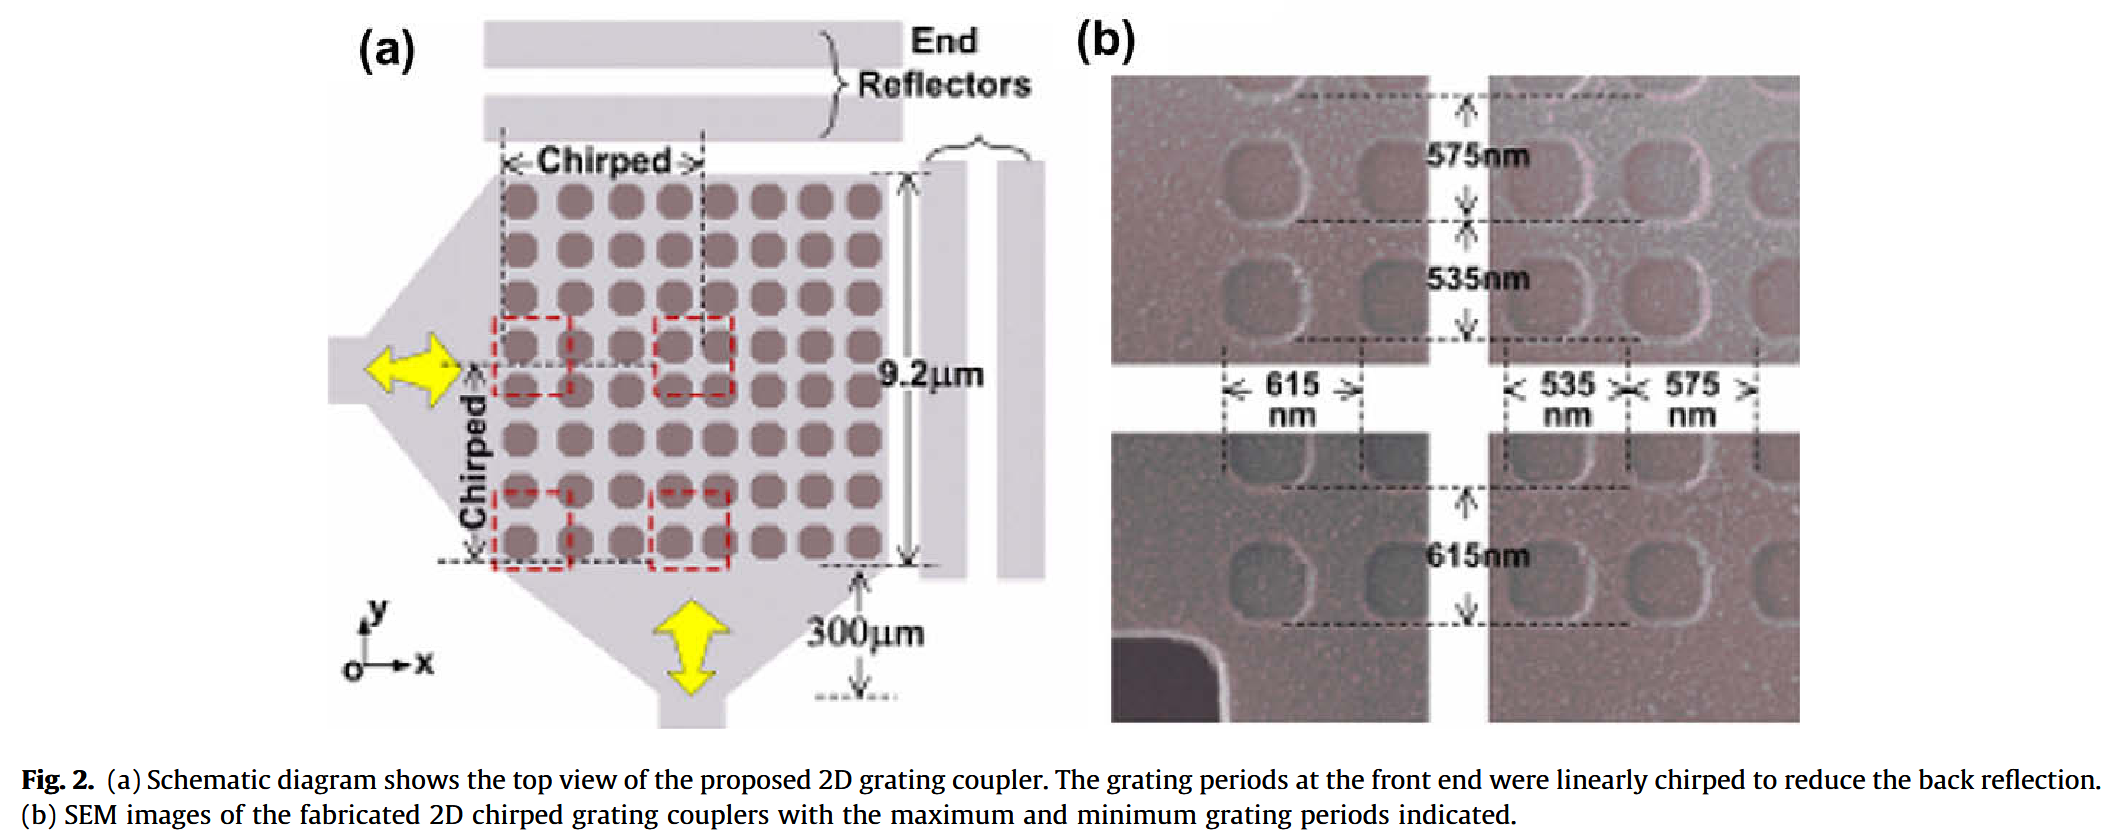 (a)
End
Reflectors
Chirped
Chirped
9.2μm
300μm
y
o
x
(b)
575nm
535nm
615
nm
535
nm
575
nm
615nm
Fig. 2. (a) Schematic diagram shows the top view of the proposed 2D grating coupler. The grating periods at the front end were linearly chirped to reduce the back reflection.
(b) SEM images of the fabricated 2D chirped grating couplers with the maximum and minimum grating periods indicated.